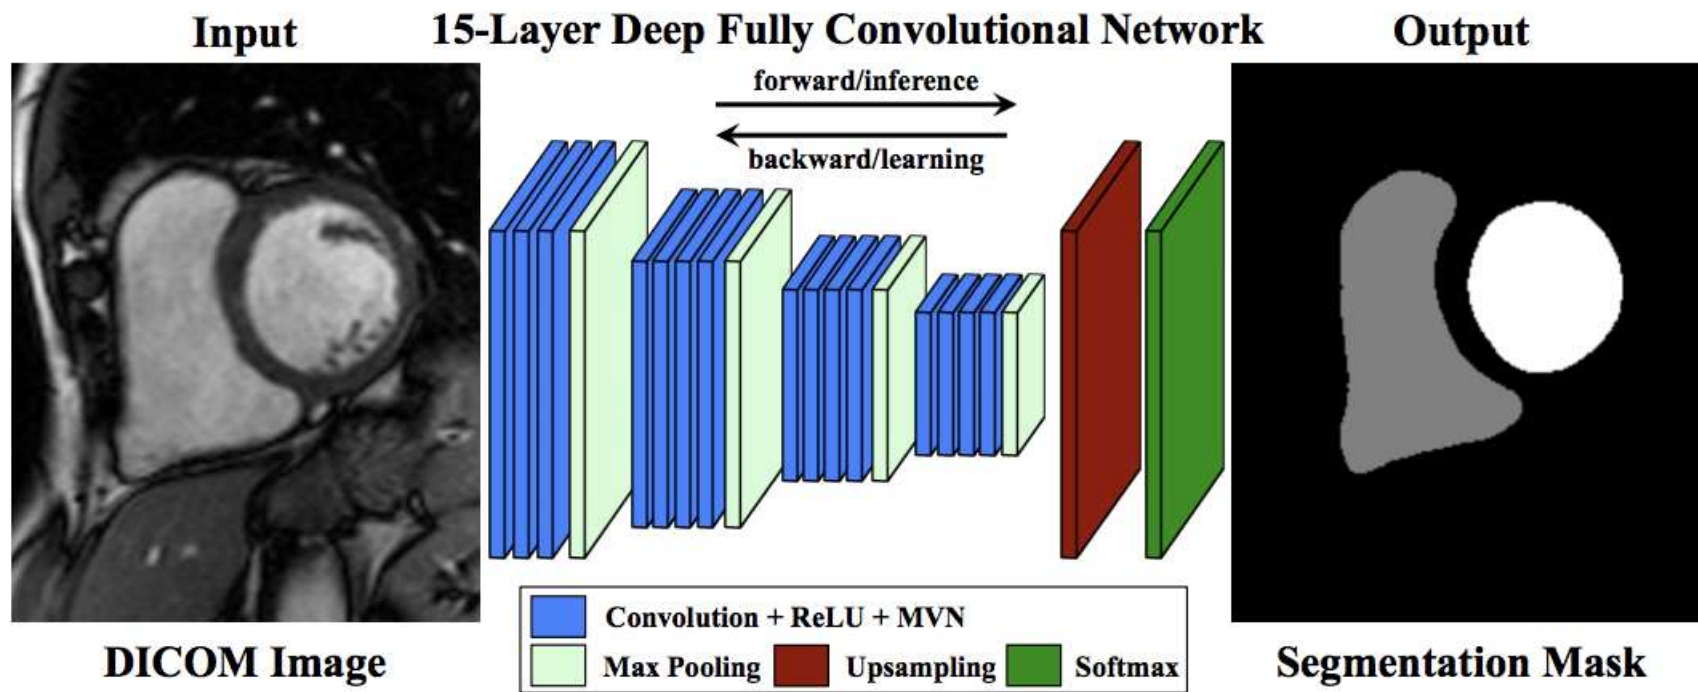 Input
15-Layer Deep Fully Convolutional Network
Output
forward/inference
backward/learning
Convolution + ReLU + MVN
Max Pooling
Upsampling
Softmax
DICOM Image
Segmentation Mask